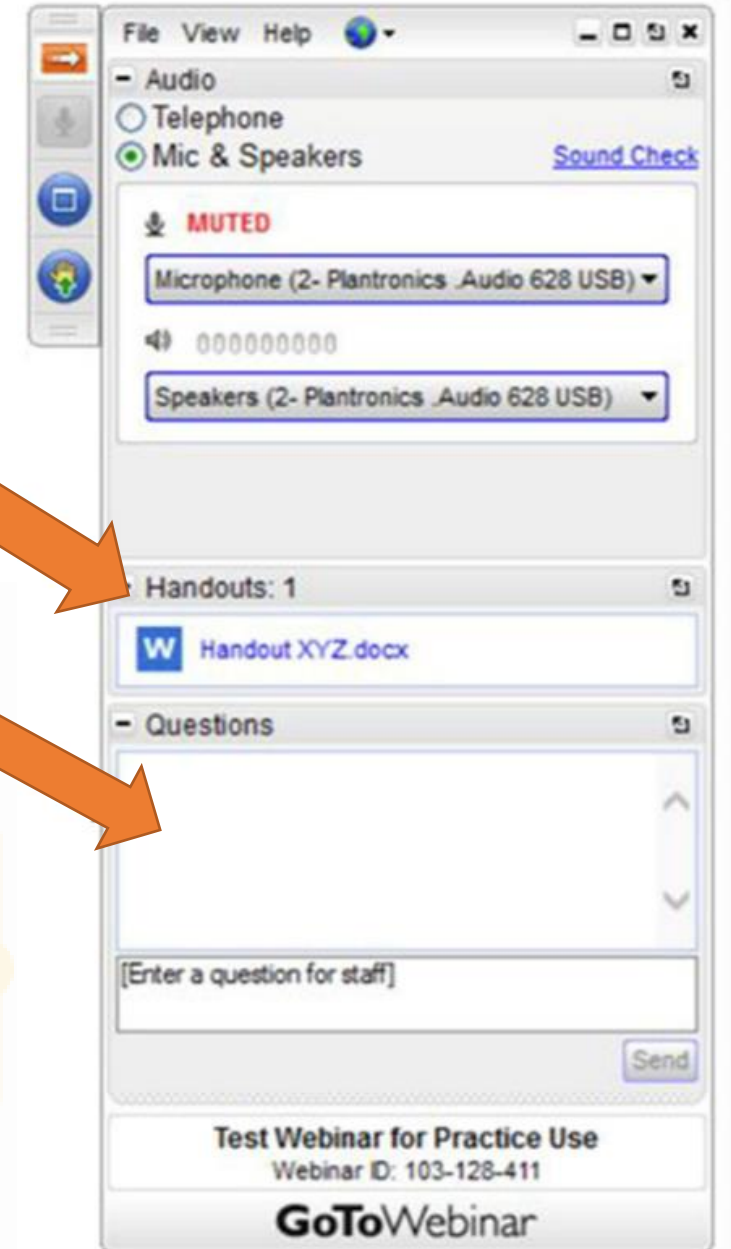 File View Help
Audio
Telephone
Mic & Speakers Sound Check
MUTED
Microphone (2- Plantronics .Audio 628 USB)
Speakers (2- Plantronics .Audio 628 USB)
Handouts: 1
W Handout XYZ.docx
Questions
[Enter a question for staff]
Send
Test Webinar for Practice Use
Webinar ID: 103-128-411
GoToWebinar